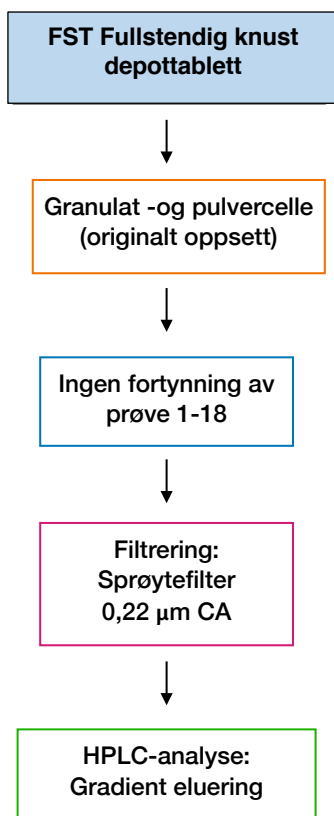 FST Fullstendig knust
depottablett
Granulat -og pulvercelle
(originalt oppsett)
Ingen fortynning av
prøve 1-18
Filtrering:
Sprøytefilter
0,22 µm CA
HPLC-analyse:
Gradient eluering